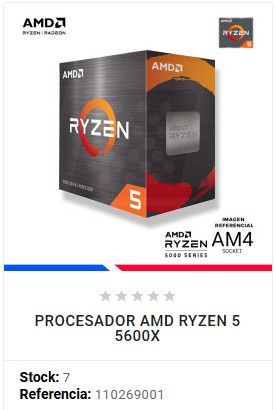 AMD
RYZEN | RADEON
AMD
RYZEN
5
AMD
RYZEN
5
IMAGEN
REFERENCIAL
AMD
RYZEN
5000 SERIES
AM4
SOCKET
PROCESADOR AMD RYZEN 5
5600X
Stock: 7
Referencia: 110269001